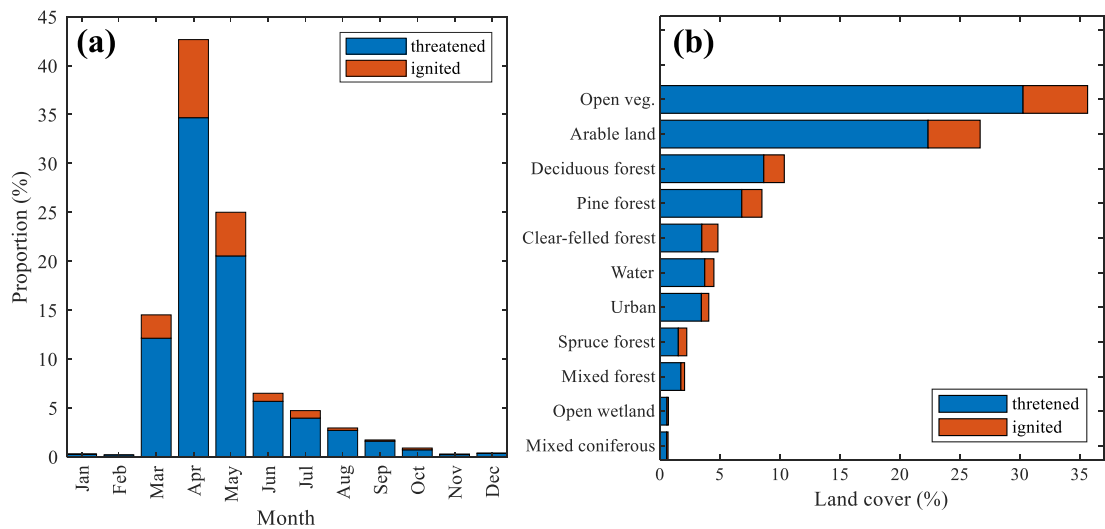 (a)
threatened
ignited
45
40
35
30
25
20
15
10
5
0
Proportion (%)
Jan
Feb
Mar
Apr
May
Jun
Jul
Aug
Sep
Oct
Nov
Dec
Month
(b)
Open veg.
Arable land
Deciduous forest
Pine forest
Clear-felled forest
Water
Urban
Spruce forest
Mixed forest
Open wetland
Mixed coniferous
thretened
ignited
0
5
10
15
20
25
30
35
Land cover (%)